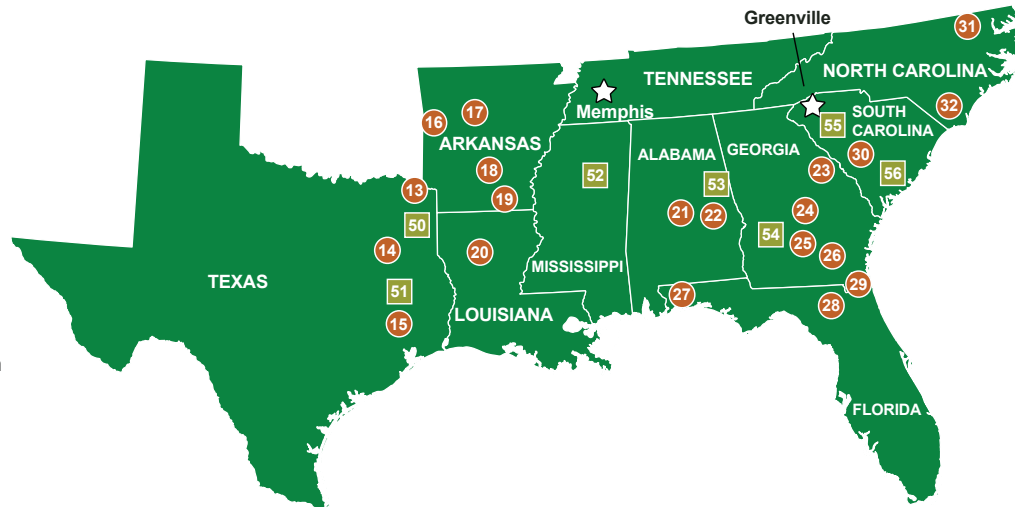 Greenville
31
TENNESSEE
NORTH CAROLINA
Memphis
16
17
ARKANSAS
32
55
SOUTH
CAROLINA
ALABAMA
GEORGIA
30
18
52
23
56
13
19
53
50
21
22
24
54
14
20
25
26
MISSISSIPPI
TEXAS
51
27
29
28
15
LOUISIANA
FLORIDA